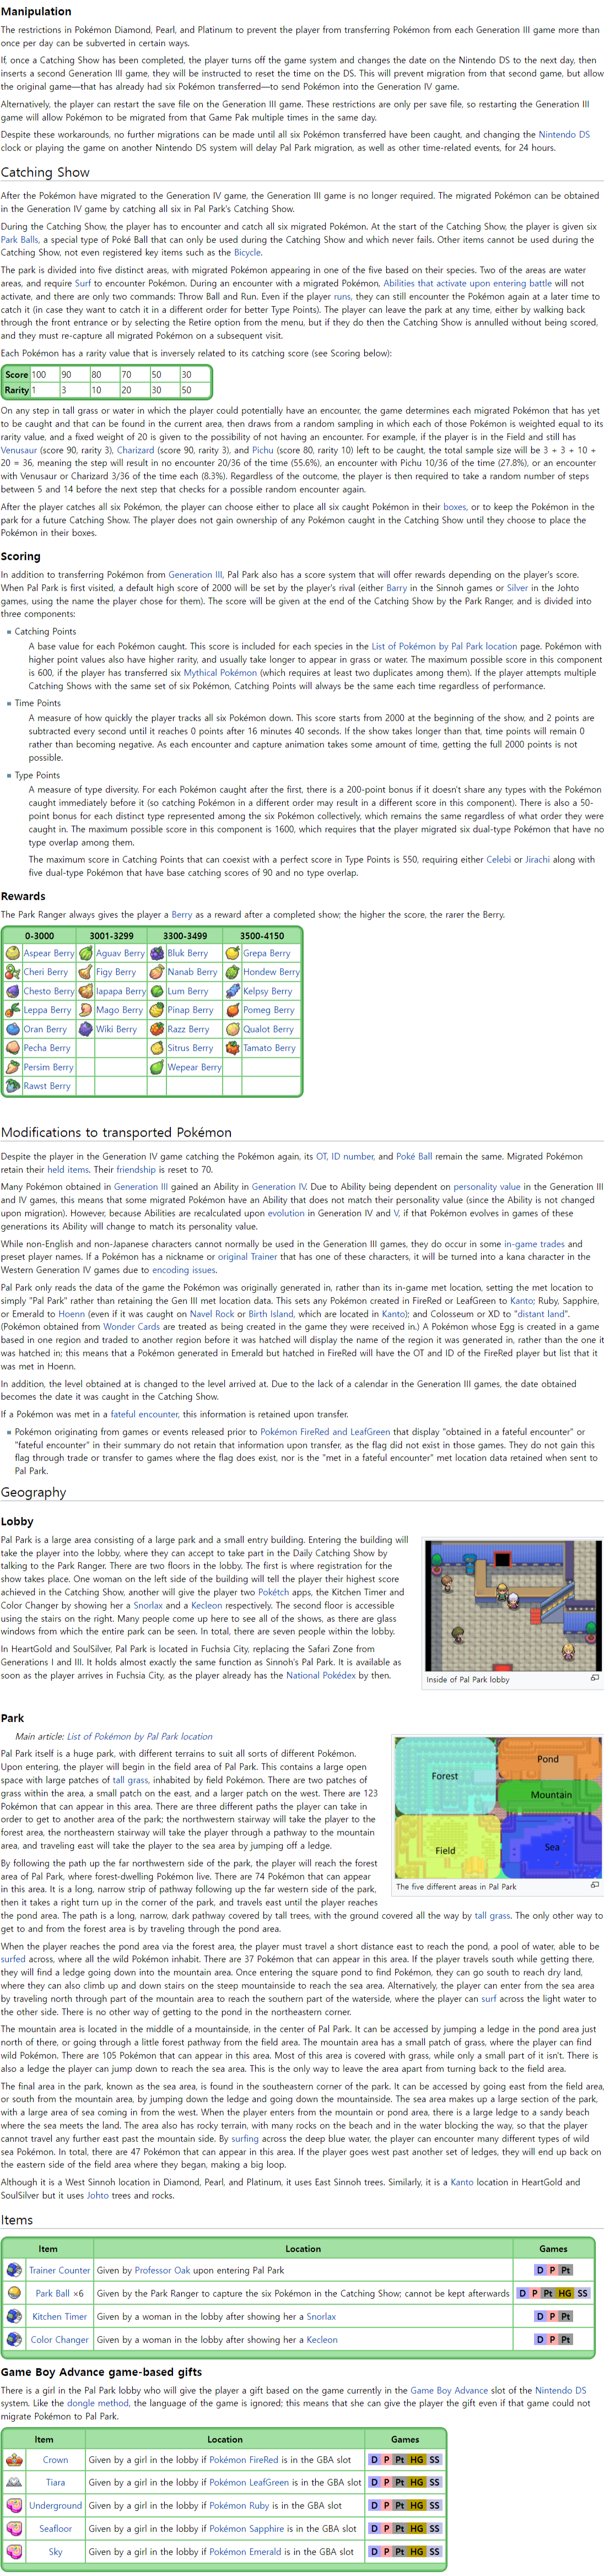 Manipulation
The restrictions in Pokémon Diamond, Pearl, and Platinum to prevent the player from transferring Pokémon from each Generation III game more than
once per day can be subverted in certain ways.
If, once a Catching Show has been completed, the player turns off the game system and changes the date on the Nintendo DS to the next day, then
inserts a second Generation III game, they will be instructed to reset the time on the DS. This will prevent migration from that second game, but allow
the original game—that has already had six Pokémon transferred—to send Pokémon into the Generation IV game.
Alternatively, the player can restart the save file on the Generation III game. These restrictions are only per save file, so restarting the Generation III
game will allow Pokémon to be migrated from that Game Pak multiple times in the same day.
Despite these workarounds, no further migrations can be made until all six Pokémon transferred have been caught, and changing the Nintendo DS
clock or playing the game on another Nintendo DS system will delay Pal Park migration, as well as other time-related events, for 24 hours.
Catching Show
After the Pokémon have migrated to the Generation IV game, the Generation III game is no longer required. The migrated Pokémon can be obtained
in the Generation IV game by catching all six in Pal Park's Catching Show.
During the Catching Show, the player has to encounter and catch all six migrated Pokémon. At the start of the Catching Show, the player is given six
Park Balls, a special type of Poké Ball that can only be used during the Catching Show and which never fails. Other items cannot be used during the
Catching Show, not even registered key items such as the Bicycle.
The park is divided into five distinct areas, with migrated Pokémon appearing in one of the five based on their species. Two of the areas are water
areas, and require Surf to encounter Pokémon. During an encounter with a migrated Pokémon, Abilities that activate upon entering battle will not
activate, and there are only two commands: Throw Ball and Run. Even if the player runs, they can still encounter the Pokémon again at a later time to
catch it (in case they want to catch it in a different order for better Type Points). The player can leave the park at any time, either by walking back
through the front entrance or by selecting the Retire option from the menu, but if they do then the Catching Show is annulled without being scored,
and they must re-capture all migrated Pokémon on a subsequent visit.
Each Pokémon has a rarity value that is inversely related to its catching score (see Scoring below):
Score 100 90 80 70 50 30
Rarity 1 3 10 20 30 50
On any step in tall grass or water in which the player could potentially have an encounter, the game determines each migrated Pokémon that has yet
to be caught and that can be found in the current area, then draws from a random sampling in which each of those Pokémon is weighted equal to its
rarity value, and a fixed weight of 20 is given to the possibility of not having an encounter. For example, if the player is in the Field and still has
Venusaur (score 90, rarity 3), Charizard (score 90, rarity 3), and Pichu (score 80, rarity 10) left to be caught, the total sample size will be 3 + 3 + 10 +
20 = 36, meaning the step will result in no encounter 20/36 of the time (55.6%), an encounter with Pichu 10/36 of the time (27.8%), or an encounter
with Venusaur or Charizard 3/36 of the time each (8.3%). Regardless of the outcome, the player is then required to take a random number of steps
between 5 and 14 before the next step that checks for a possible random encounter again.
After the player catches all six Pokémon, the player can choose either to place all six caught Pokémon in their boxes, or to keep the Pokémon in the
park for a future Catching Show. The player does not gain ownership of any Pokémon caught in the Catching Show until they choose to place the
Pokémon in their boxes.
Scoring
In addition to transferring Pokémon from Generation III, Pal Park also has a score system that will offer rewards depending on the player's score.
When Pal Park is first visited, a default high score of 2000 will be set by the player's rival (either Barry in the Sinnoh games or Silver in the Johto
games, using the name the player chose for them). The score will be given at the end of the Catching Show by the Park Ranger, and is divided into
three components:
Catching Points
A base value for each Pokémon caught. This score is included for each species in the List of Pokémon by Pal Park location page. Pokémon with
higher point values also have higher rarity, and usually take longer to appear in grass or water. The maximum possible score in this component
is 600, if the player has transferred six Mythical Pokémon (which requires at least two duplicates among them). If the player attempts multiple
Catching Shows with the same set of six Pokémon, Catching Points will always be the same each time regardless of performance.
Time Points
A measure of how quickly the player tracks all six Pokémon down. This score starts from 2000 at the beginning of the show, and 2 points are
subtracted every second until it reaches 0 points after 16 minutes 40 seconds. If the show takes longer than that, time points will remain 0
rather than becoming negative. As each encounter and capture animation takes some amount of time, getting the full 2000 points is not
possible.
Type Points
A measure of type diversity. For each Pokémon caught after the first, there is a 200-point bonus if it doesn't share any types with the Pokémon
caught immediately before it (so catching Pokémon in a different order may result in a different score in this component). There is also a 50-
point bonus for each distinct type represented among the six Pokémon collectively, which remains the same regardless of what order they were
caught in. The maximum possible score in this component is 1600, which requires that the player migrated six dual-type Pokémon that have no
type overlap among them.
The maximum score in Catching Points that can coexist with a perfect score in Type Points is 550, requiring either Celebi or Jirachi along with
five dual-type Pokémon that have base catching scores of 90 and no type overlap.
Rewards
The Park Ranger always gives the player a Berry as a reward after a completed show; the higher the score, the rarer the Berry.
0-3000 3001-3299 3300-3499 3500-4150
Aspear Berry Aguav Berry Bluk Berry Grepa Berry
Cheri Berry Figy Berry Nanab Berry Hondew Berry
Chesto Berry Iapapa Berry Lum Berry Kelpsy Berry
Leppa Berry Mago Berry Pinap Berry Pomeg Berry
Oran Berry Wiki Berry Razz Berry Qualot Berry
Pecha Berry Sitrus Berry Tamato Berry
Persim Berry Wepear Berry
Rawst Berry
Modifications to transported Pokémon
Despite the player in the Generation IV game catching the Pokémon again, its OT, ID number, and Poké Ball remain the same. Migrated Pokémon
retain their held items. Their friendship is reset to 70.
Many Pokémon obtained in Generation III gained an Ability in Generation IV. Due to Ability being dependent on personality value in the Generation III
and IV games, this means that some migrated Pokémon have an Ability that does not match their personality value (since the Ability is not changed
upon migration). However, because Abilities are recalculated upon evolution in Generation IV and V, if that Pokémon evolves in games of these
generations its Ability will change to match its personality value.
While non-English and non-Japanese characters cannot normally be used in the Generation III games, they do occur in some in-game trades and
preset player names. If a Pokémon has a nickname or original Trainer that has one of these characters, it will be turned into a kana character in the
Western Generation IV games due to encoding issues.
Pal Park only reads the data of the game the Pokémon was originally generated in, rather than its in-game met location, setting the met location to
simply "Pal Park" rather than retaining the Gen III met location data. This sets any Pokémon created in FireRed or LeafGreen to Kanto; Ruby, Sapphire,
or Emerald to Hoenn (even if it was caught on Navel Rock or Birth Island, which are located in Kanto); and Colosseum or XD to "distant land".
(Pokémon obtained from Wonder Cards are treated as being created in the game they were received in.) A Pokémon whose Egg is created in a game
based in one region and traded to another region before it was hatched will display the name of the region it was generated in, rather than the one it
was hatched in; this means that a Pokémon generated in Emerald but hatched in FireRed will have the OT and ID of the FireRed player but list that it
was met in Hoenn.
In addition, the level obtained at is changed to the level arrived at. Due to the lack of a calendar in the Generation III games, the date obtained
becomes the date it was caught in the Catching Show.
If a Pokémon was met in a fateful encounter, this information is retained upon transfer.
Pokémon originating from games or events released prior to Pokémon FireRed and LeafGreen that display "obtained in a fateful encounter" or
"fateful encounter" in their summary do not retain that information upon transfer, as the flag did not exist in those games. They do not gain this
flag through trade or transfer to games where the flag does exist, nor is the "met in a fateful encounter" met location data retained when sent to
Pal Park.
Geography
Lobby
Pal Park is a large area consisting of a large park and a small entry building. Entering the building will
take the player into the lobby, where they can accept to take part in the Daily Catching Show by
talking to the Park Ranger. There are two floors in the lobby. The first is where registration for the
show takes place. One woman on the left side of the building will tell the player their highest score
achieved in the Catching Show, another will give the player two Pokétch apps, the Kitchen Timer and
Color Changer by showing her a Snorlax and a Kecleon respectively. The second floor is accessible
using the stairs on the right. Many people come up here to see all of the shows, as there are glass
windows from which the entire park can be seen. In total, there are seven people within the lobby.
In HeartGold and SoulSilver, Pal Park is located in Fuchsia City, replacing the Safari Zone from
Generations I and III. It holds almost exactly the same function as Sinnoh's Pal Park. It is available as
soon as the player arrives in Fuchsia City, as the player already has the National Pokédex by then.
Inside of Pal Park lobby
Park
Main article: List of Pokémon by Pal Park location
Pal Park itself is a huge park, with different terrains to suit all sorts of different Pokémon.
Upon entering, the player will begin in the field area of Pal Park. This contains a large open
space with large patches of tall grass, inhabited by field Pokémon. There are two patches of
grass within the area, a small patch on the east, and a larger patch on the west. There are 123
Pokémon that can appear in this area. There are three different paths the player can take in
order to get to another area of the park; the northwestern stairway will take the player to the
forest area, the northeastern stairway will take the player through a pathway to the mountain
area, and traveling east will take the player to the sea area by jumping off a ledge.
Forest
Pond
Mountain
Field
Sea
The five different areas in Pal Park
By following the path up the far northwestern side of the park, the player will reach the forest
area of Pal Park, where forest-dwelling Pokémon live. There are 74 Pokémon that can appear
in this area. It is a long, narrow strip of pathway following up the far western side of the park,
then it takes a right turn up in the corner of the park, and travels east until the player reaches
the pond area. The path is a long, narrow, dark pathway covered by tall trees, with the ground covered all the way by tall grass. The only other way to
get to and from the forest area is by traveling through the pond area.
When the player reaches the pond area via the forest area, the player must travel a short distance east to reach the pond, a pool of water, able to be
surfed across, where all the wild Pokémon inhabit. There are 37 Pokémon that can appear in this area. If the player travels south while getting there,
they will find a ledge going down into the mountain area. Once entering the square pond to find Pokémon, they can go south to reach dry land,
where they can also climb up and down stairs on the steep mountainside to reach the sea area. Alternatively, the player can enter from the sea area
by traveling north through part of the mountain area to reach the southern part of the waterside, where the player can surf across the light water to
the other side. There is no other way of getting to the pond in the northeastern corner.
The mountain area is located in the middle of a mountainside, in the center of Pal Park. It can be accessed by jumping a ledge in the pond area just
north of there, or going through a little forest pathway from the field area. The mountain area has a small patch of grass, where the player can find
wild Pokémon. There are 105 Pokémon that can appear in this area. Most of this area is covered with grass, while only a small part of it isn't. There is
also a ledge the player can jump down to reach the sea area. This is the only way to leave the area apart from turning back to the field area.
The final area in the park, known as the sea area, is found in the southeastern corner of the park. It can be accessed by going east from the field area,
or south from the mountain area, by jumping down the ledge and going down the mountainside. The sea area makes up a large section of the park,
with a large area of sea coming in from the west. When the player enters from the mountain or pond area, there is a large ledge to a sandy beach
where the sea meets the land. The area also has rocky terrain, with many rocks on the beach and in the water blocking the way, so that the player
cannot travel any further east past the mountain side. By surfing across the deep blue water, the player can encounter many different types of wild
sea Pokémon. In total, there are 47 Pokémon that can appear in this area. If the player goes west past another set of ledges, they will end up back on
the eastern side of the field area where they began, making a big loop.
Although it is a West Sinnoh location in Diamond, Pearl, and Platinum, it uses East Sinnoh trees. Similarly, it is a Kanto location in HeartGold and
SoulSilver but it uses Johto trees and rocks.
Items
Item Location Games
Trainer Counter Given by Professor Oak upon entering Pal Park D P Pt
Park Ball ×6 Given by the Park Ranger to capture the six Pokémon in the Catching Show; cannot be kept afterwards D P Pt HG SS
Kitchen Timer Given by a woman in the lobby after showing her a Snorlax D P Pt
Color Changer Given by a woman in the lobby after showing her a Kecleon D P Pt
Game Boy Advance game-based gifts
There is a girl in the Pal Park lobby who will give the player a gift based on the game currently in the Game Boy Advance slot of the Nintendo DS
system. Like the dongle method, the language of the game is ignored; this means that she can give the player the gift even if that game could not
migrate Pokémon to Pal Park.
Item Location Games
Crown Given by a girl in the lobby if Pokémon FireRed is in the GBA slot D P Pt HG SS
Tiara Given by a girl in the lobby if Pokémon LeafGreen is in the GBA slot D P Pt HG SS
Underground Given by a girl in the lobby if Pokémon Ruby is in the GBA slot D P Pt HG SS
Seafloor Given by a girl in the lobby if Pokémon Sapphire is in the GBA slot D P Pt HG SS
Sky Given by a girl in the lobby if Pokémon Emerald is in the GBA slot D P Pt HG SS